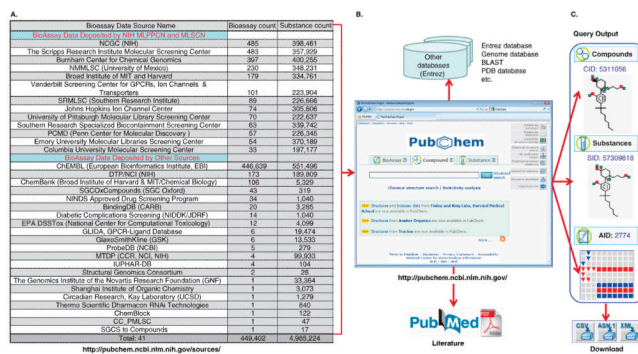 A.
Bioassay Data Source Name Bioassay count Substance count
BioAssay Data Deposited by NIH MLPPCN and MLSCN
NCGC (NIH) 485 398,461
The Scripps Research Institute Molecular Screening Center 483 357,929
Burnham Center for Chemical Genomics 397 400,255
NMMLSC (University of Mexico) 230 348,231
Broad Institute of MIT and Harvard 179 334,761
Vanderbilt Screening Center for GPCRs, Ion Channels &
Transporters 101 223,904
SRMLSC (Southern Research Institute) 89 226,666
Johns Hopkins Ion Channel Center 74 305,806
University of Pittsburgh Molecular Library Screening Center 70 222,637
Southern Research Specialized Biocontainment Screening Center 63 339,742
PCMD (Penn Center for Molecular Discovery) 57 226,345
Emory University Molecular Libraries Screening Center 54 370,189
Columbia University Molecular Screening Center 33 197,177
BioAssay Data Deposited by Other Sources
ChEMBL (European Bioinformatics Institute, EBI) 446,639 551,496
DTP/NCI (NIH) 173 189,809
ChemBank (Broad Institute of Harvard & MIT/Chemical Biology) 106 5,329
SGCOxCompounds (SGC Oxford) 43 319
NINDS Approved Drug Screening Program 34 1,040
BindingDB (CARB) 20 3,285
Diabetic Complications Screening (NIDDK/JDRF) 14 1,040
EPA DSSTox (National Center for Computational Toxicology) 12 4,099
GLIDA, GPCR-Ligand Database 6 19,474
GlaxoSmithKline (GSK) 6 13,533
ProbeDB (NCBI) 5 279
MTDP (CCR, NCI, NIH) 4 99,933
IUPHAR-DB 4 104
Structural Genomics Consortium 2 28
The Genomics Institute of the Novartis Research Foundation (GNF) 1 33,364
Shanghai Institute of Organic Chemistry 1 3,073
Circadian Research, Kay Laboratory (UCSD) 1 1,279
Thermo Scientific Dharmacon RNAi Technologies 1 840
ChemBlock 1 122
CC_PMLSC 1 47
SGCS to Compounds 1 17
Total: 41 449,402 4,965,224
http://pubchem.ncbi.nlm.nih.gov/sources/
B.
Other
databases
(Entrez)
Entrez database
Genome database
BLAST
PDB database
etc.
PubChem
BioAssay Compound Substance
Chemical structure search | BioActivity analysis
http://pubchem.ncbi.nlm.nih.gov/
PubMed
PDF
Adobe
Literature
C.
Query Output
Compounds
CID: 5311056
Substances
SID: 57309818
AID: 2774
CSV ASN.1 XML
Download